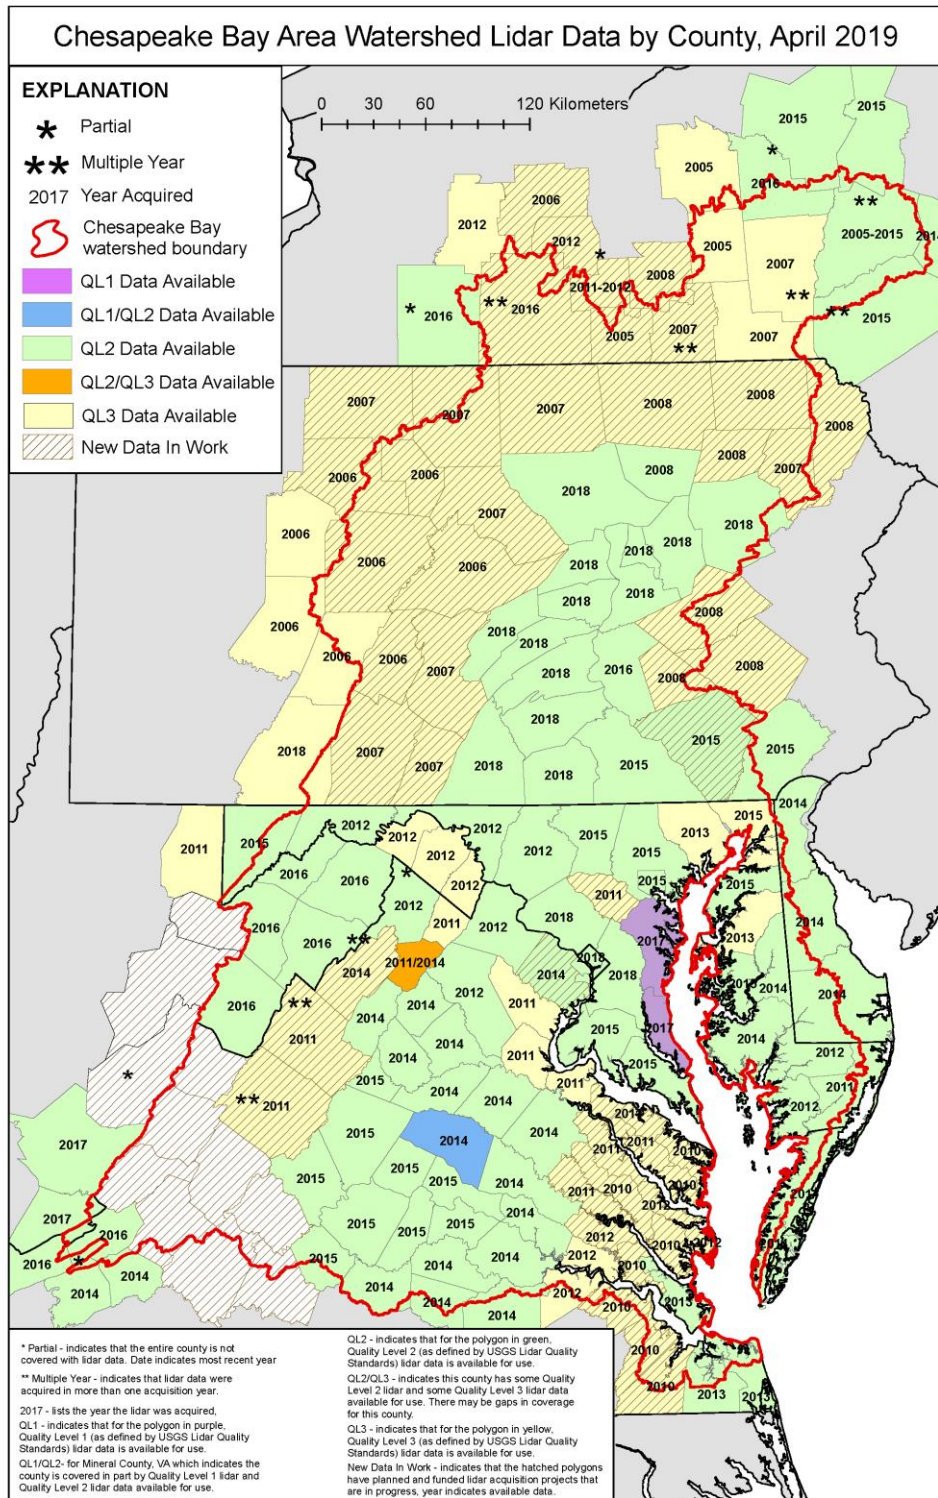 Chesapeake Bay Area Watershed Lidar Data by County, April 2019
EXPLANATION
* Partial
** Multiple Year
2017 Year Acquired
Chesapeake Bay
watershed boundary
QL1 Data Available
QL1/QL2 Data Available
QL2 Data Available
QL2/QL3 Data Available
QL3 Data Available
New Data In Work
0 30 60 120 Kilometers
2015
2015
*
2005 2016
2006 **
2012 2012 2005 2005-2015
* 2007
2011-2012 2008
* 2016 ** 2016 ** ** 2015
2005 2007 2007
**
2007 2007 2007 2008 2008 2008
2006 2006 2018 2008 2008 2007
2006 2007 2018
2006 2006 2018 2018 2018
2018 2018
2006 2006 2006 2018 2018 2008
2007 2018 2016 2008 2008
2018 2018 2015
2007 2007 2018 2018 2015 2015
2014
2011 2015 2012 2012 2012 2012 2012 2015 2013 2015
2016 2016 * 2012 2015 2015 2015
2016 2012 2011 2012 2018 2011 2014
2016 ** 2014 2011/2014 2018 2017 2013
2016 ** 2014 2012 2011 2014 2018 2014 2014
2011 2014 2014 2015 2017 2014 2012
* 2015 2014 2014 2011 2011 2015 2011
** 2011 2012
2017 2015 2014 2014 2011 2010
2015 2015 2015 2014 2011 2010 2010
2017 2016 2015 2015 2015 2012 2012
2016 * 2014 2014 2015 2014 2014 2012 2010 2010
2014 2014 2012 2010 2013
2010
2010 2013 2013
* Partial - indicates that the entire county is not
covered with lidar data. Date indicates most recent year
** Multiple Year - indicates that lidar data were
acquired in more than one acquisition year.
2017 - lists the year the lidar was acquired,
QL1 - indicates that for the polygon in purple,
Quality Level 1 (as defined by USGS Lidar Quality
Standards) lidar data is available for use.
QL1/QL2- for Mineral County, VA which indicates the
county is covered in part by Quality Level 1 lidar and
Quality Level 2 lidar data available for use.
QL2 - indicates that for the polygon in green,
Quality Level 2 (as defined by USGS Lidar Quality
Standards) lidar data is available for use.
QL2/QL3 - indicates this county has some Quality
Level 2 lidar and some Quality Level 3 lidar data
available for use. There may be gaps in coverage
for this county.
QL3 - indicates that for the polygon in yellow,
Quality Level 3 (as defined by USGS Lidar Quality
Standards) lidar data is available for use.
New Data In Work - indicates that the hatched polygons
have planned and funded lidar acquisition projects that
are in progress, year indicates available data.